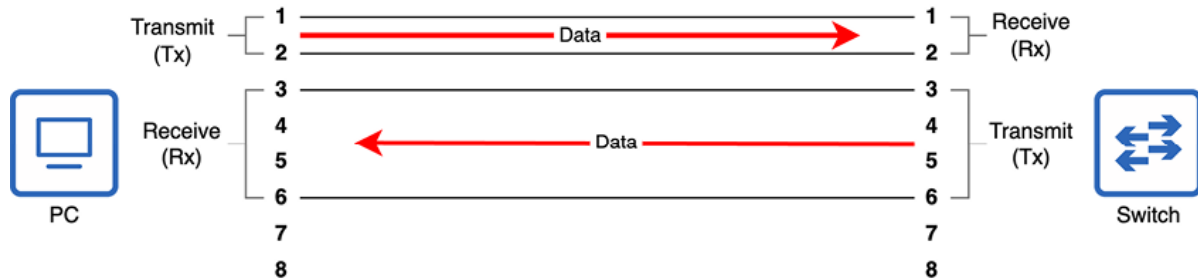 Transmit
(Tx)
1
2
Data
1
2
Receive
(Rx)
PC
Receive
(Rx)
3
4
5
6
7
8
Data
3
4
5
6
7
8
Transmit
(Tx)
Switch